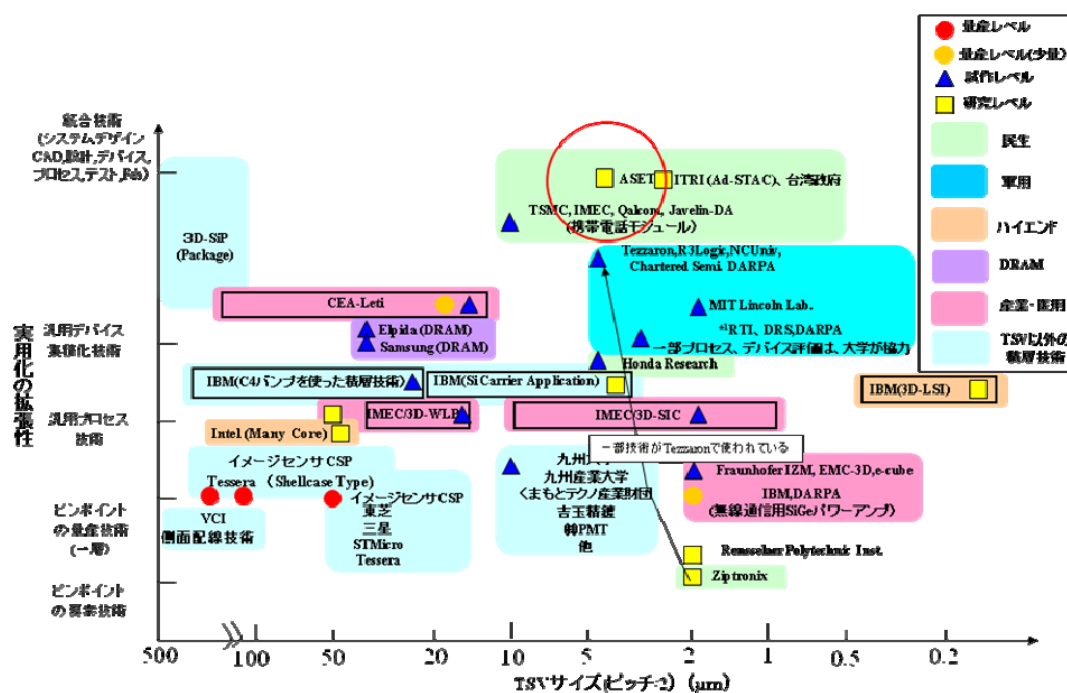 量産レベル
量産レベル(少量)
試作レベル
研究レベル
民生
軍用
ハイエンド
DRAM
産業・医用
TSV以外の
積層技術
統合技術
(システムデザイン
CAD,設計,デバイス,
プロセス,テスト,Fab)
3D-SiP
(Package)
ASET
ITRI (Ad-STAC)、台湾政府
TSMC, IMEC, Qalcom, Javelin-DA
(携帯電話モジュール)
Tezzaron,R3Logic,NCUniv,
Chartered Semi. DARPA
CEA-Leti
MIT Lincoln Lab.
実用化の拡張性
汎用デバイス
集積化技術
Elpida (DRAM)
Samsung (DRAM)
*1RTI、DRS,DARPA
一部プロセス、デバイス評価は、大学が協力
Honda Research
IBM(C4バンプを使った積層技術)
IBM(Si Carrier Application)
IBM(3D-LSI)
汎用プロセス
技術
IMEC/3D-WLP
IMEC/3D-SIC
Intel (Many Core)
一部技術がTezzaronで使われている
イメージセンサ CSP
Tessera (Shellcase Type)
イメージセンサCSP
東芝
三星
STMicro
Tessera
九州産業大学
くまもとテクノ産業財団
吉玉精鍍
㈱PMT
他
Fraunhofer IZM, EMC-3D,e-cube
IBM,DARPA
(無線通信用SiGeパワーアンプ)
ピンポイント
の量産技術
(一層)
VCI
側面配線技術
Rensselaer Polytechnic Inst.
Ziptronix
ピンポイント
の要素技術
500
100
50
20
10
5
2
1
0.5
0.2
TSVサイズ(ピッチ/2) (μm)